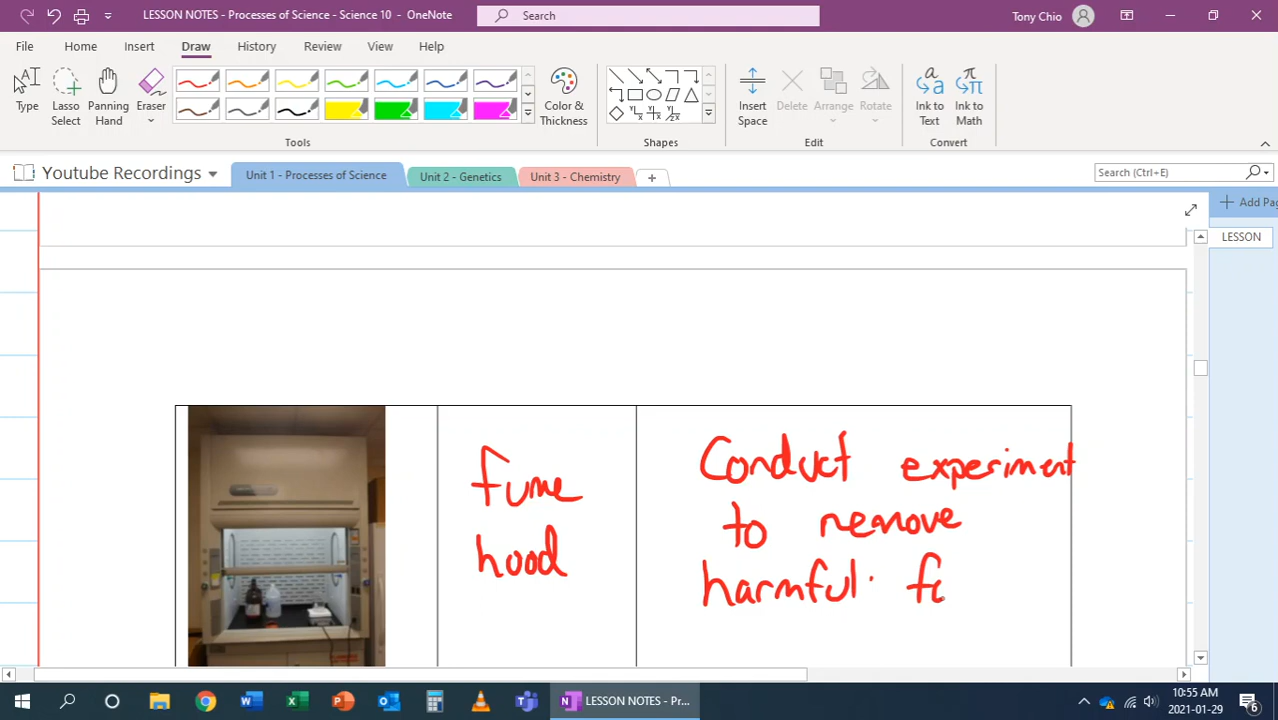 LESSON NOTES - Processes of Science - Science 10 - OneNote
Search
Tony Chio
File Home Insert Draw History Review View Help
Type
Lasso Select
Panning Hand
Eraser
Color & Thickness
Insert Space
Delete
Arrange
Rotate
Ink to Text
Ink to Math
Tools
Shapes
Edit
Convert
Youtube Recordings
Unit 1 - Processes of Science
Unit 2 - Genetics
Unit 3 - Chemistry
Search (Ctrl+E)
Add Pag
LESSON
fume
hood
Conduct experiment
to remove
harmful
LESSON NOTES - Pr...
10:55 AM
2021-01-29
6